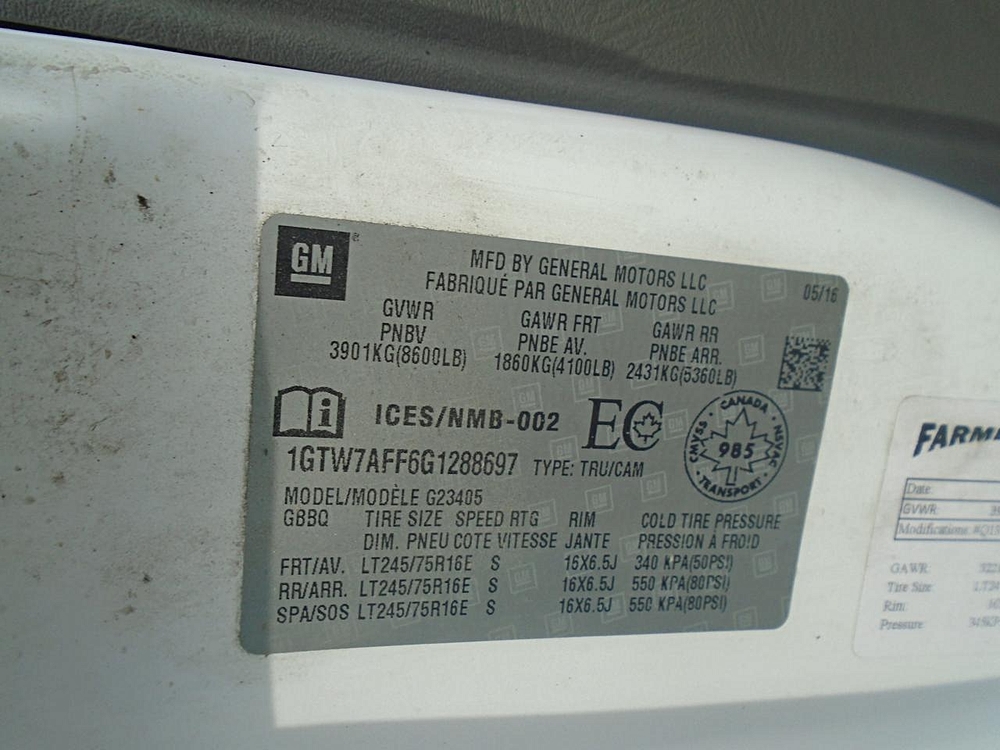 GM
MFD BY GENERAL MOTORS LLC
FABRIQUÉ PAR GENERAL MOTORS LLC
05/16
GVWR GAWR FRT GAWR RR
PNBV PNBE AV. PNBE ARR.
3901KG(8600LB) 1860KG(4100LB) 2431KG(5360LB)
ICES/NMB-002 EC
CANADA
CMVSS 985 NSVAC
TRANSPORT
1GTW7AFF6G1288697 TYPE: TRU/CAM
MODEL/MODÈLE G23405
GBBQ TIRE SIZE SPEED RTG RIM COLD TIRE PRESSURE
DIM. PNEU COTE VITESSE JANTE PRESSION À FROID
FRT/AV. LT245/75R16E S 16X6.5J 340 KPA(50PSI)
RR/ARR. LT245/75R16E S 16X6.5J 550 KPA(80PSI)
SPA/SOS LT245/75R16E S 16X6.5J 550 KPA(80PSI)
Date:
GVWR:
Modifications:
GAWR
Tire Size
Rim:
Pressure: